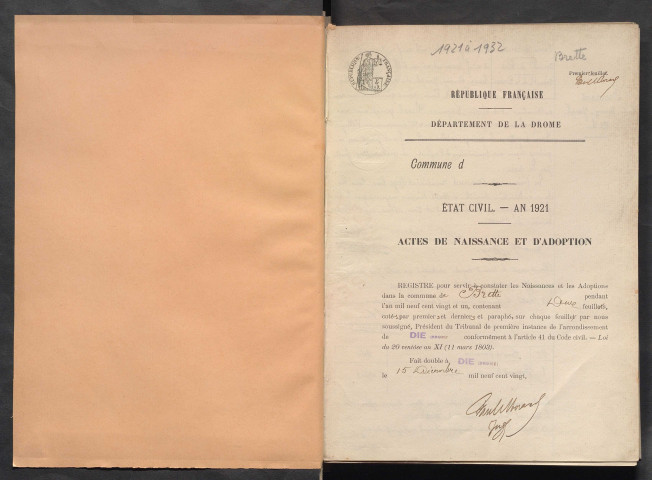 1921 à 1932
Brette
Premier feuillet.
RÉPUBLIQUE FRANÇAISE
DÉPARTEMENT DE LA DROME
Commune d
ÉTAT CIVIL. — AN 1921
ACTES DE NAISSANCE ET D'ADOPTION
REGISTRE pour servir à constater les Naissances et les Adoptions
dans la commune de Brette pendant
l'an mil neuf cent vingt et un, contenant feuillets,
coté par premier et dernier, et paraphé, sur chaque feuillet par nous
soussigné, Président du Tribunal de première instance de l'arrondissement
de DIE (DROME) conformément à l'article 41 du Code civil. — Loi
du 20 ventôse an XI (11 mars 1803).
Fait double à DIE (DROME)
le 15 Décembre mil neuf cent vingt.